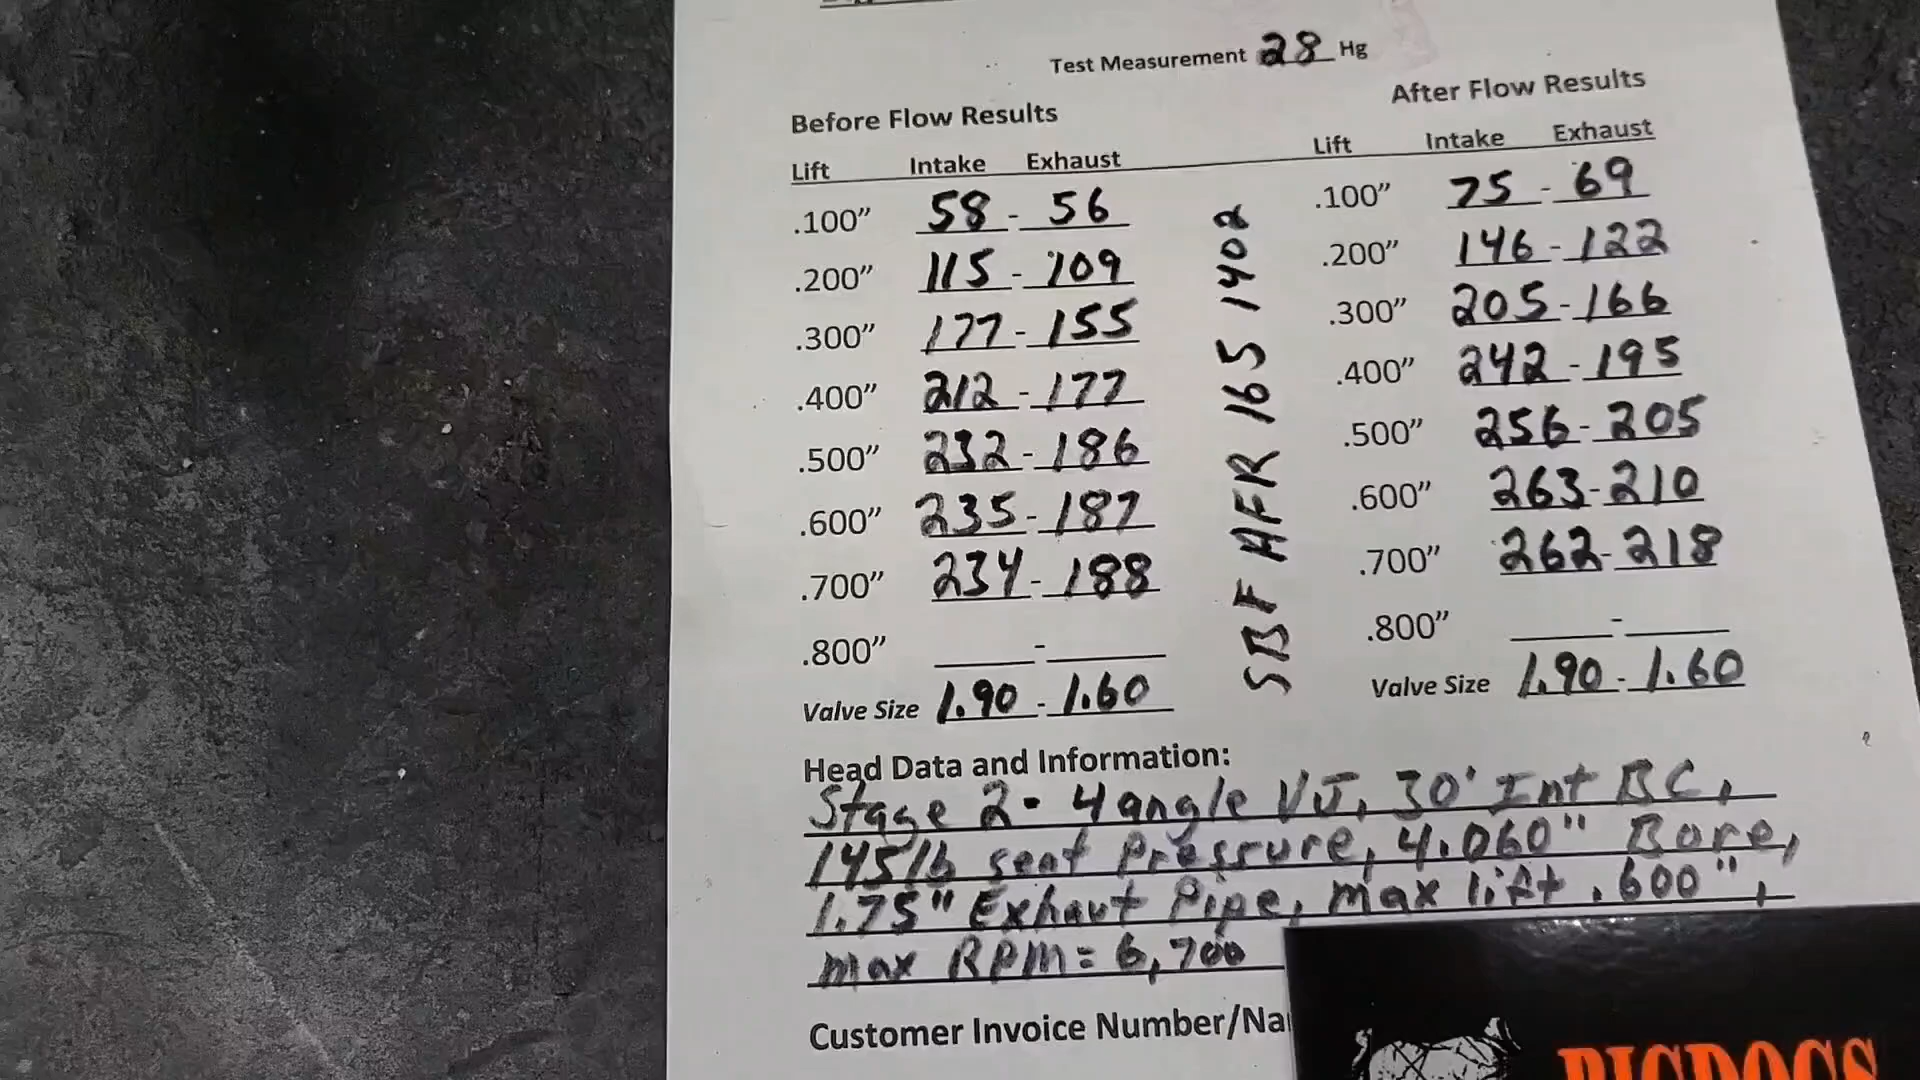 Test Measurement 28 Hg
Before Flow Results
After Flow Results
Lift Intake Exhaust
Lift Intake Exhaust
.100” 58 - 56
.100” 75 - 69
.200” 115 - 109
.200” 146 - 122
.300” 177 - 155
.300” 205 - 166
.400” 212 - 177
.400” 242 - 195
.500” 232 - 186
.500” 256 - 205
.600” 235 - 187
.600” 263 - 210
.700” 234 - 188
.700” 262 - 218
.800” -
.800” -
Valve Size 1.90 - 1.60
Valve Size 1.90 - 1.60
SBF AFR 165 1402
Head Data and Information:
Stage 2 - 4 angle VJ, 30' Int BC,
145lb seat Pressure, 4.060" Bore,
1.75" Exhaut Pipe, max lift .600",
max RPM = 6,700
Customer Invoice Number/Na
BIGDOGS